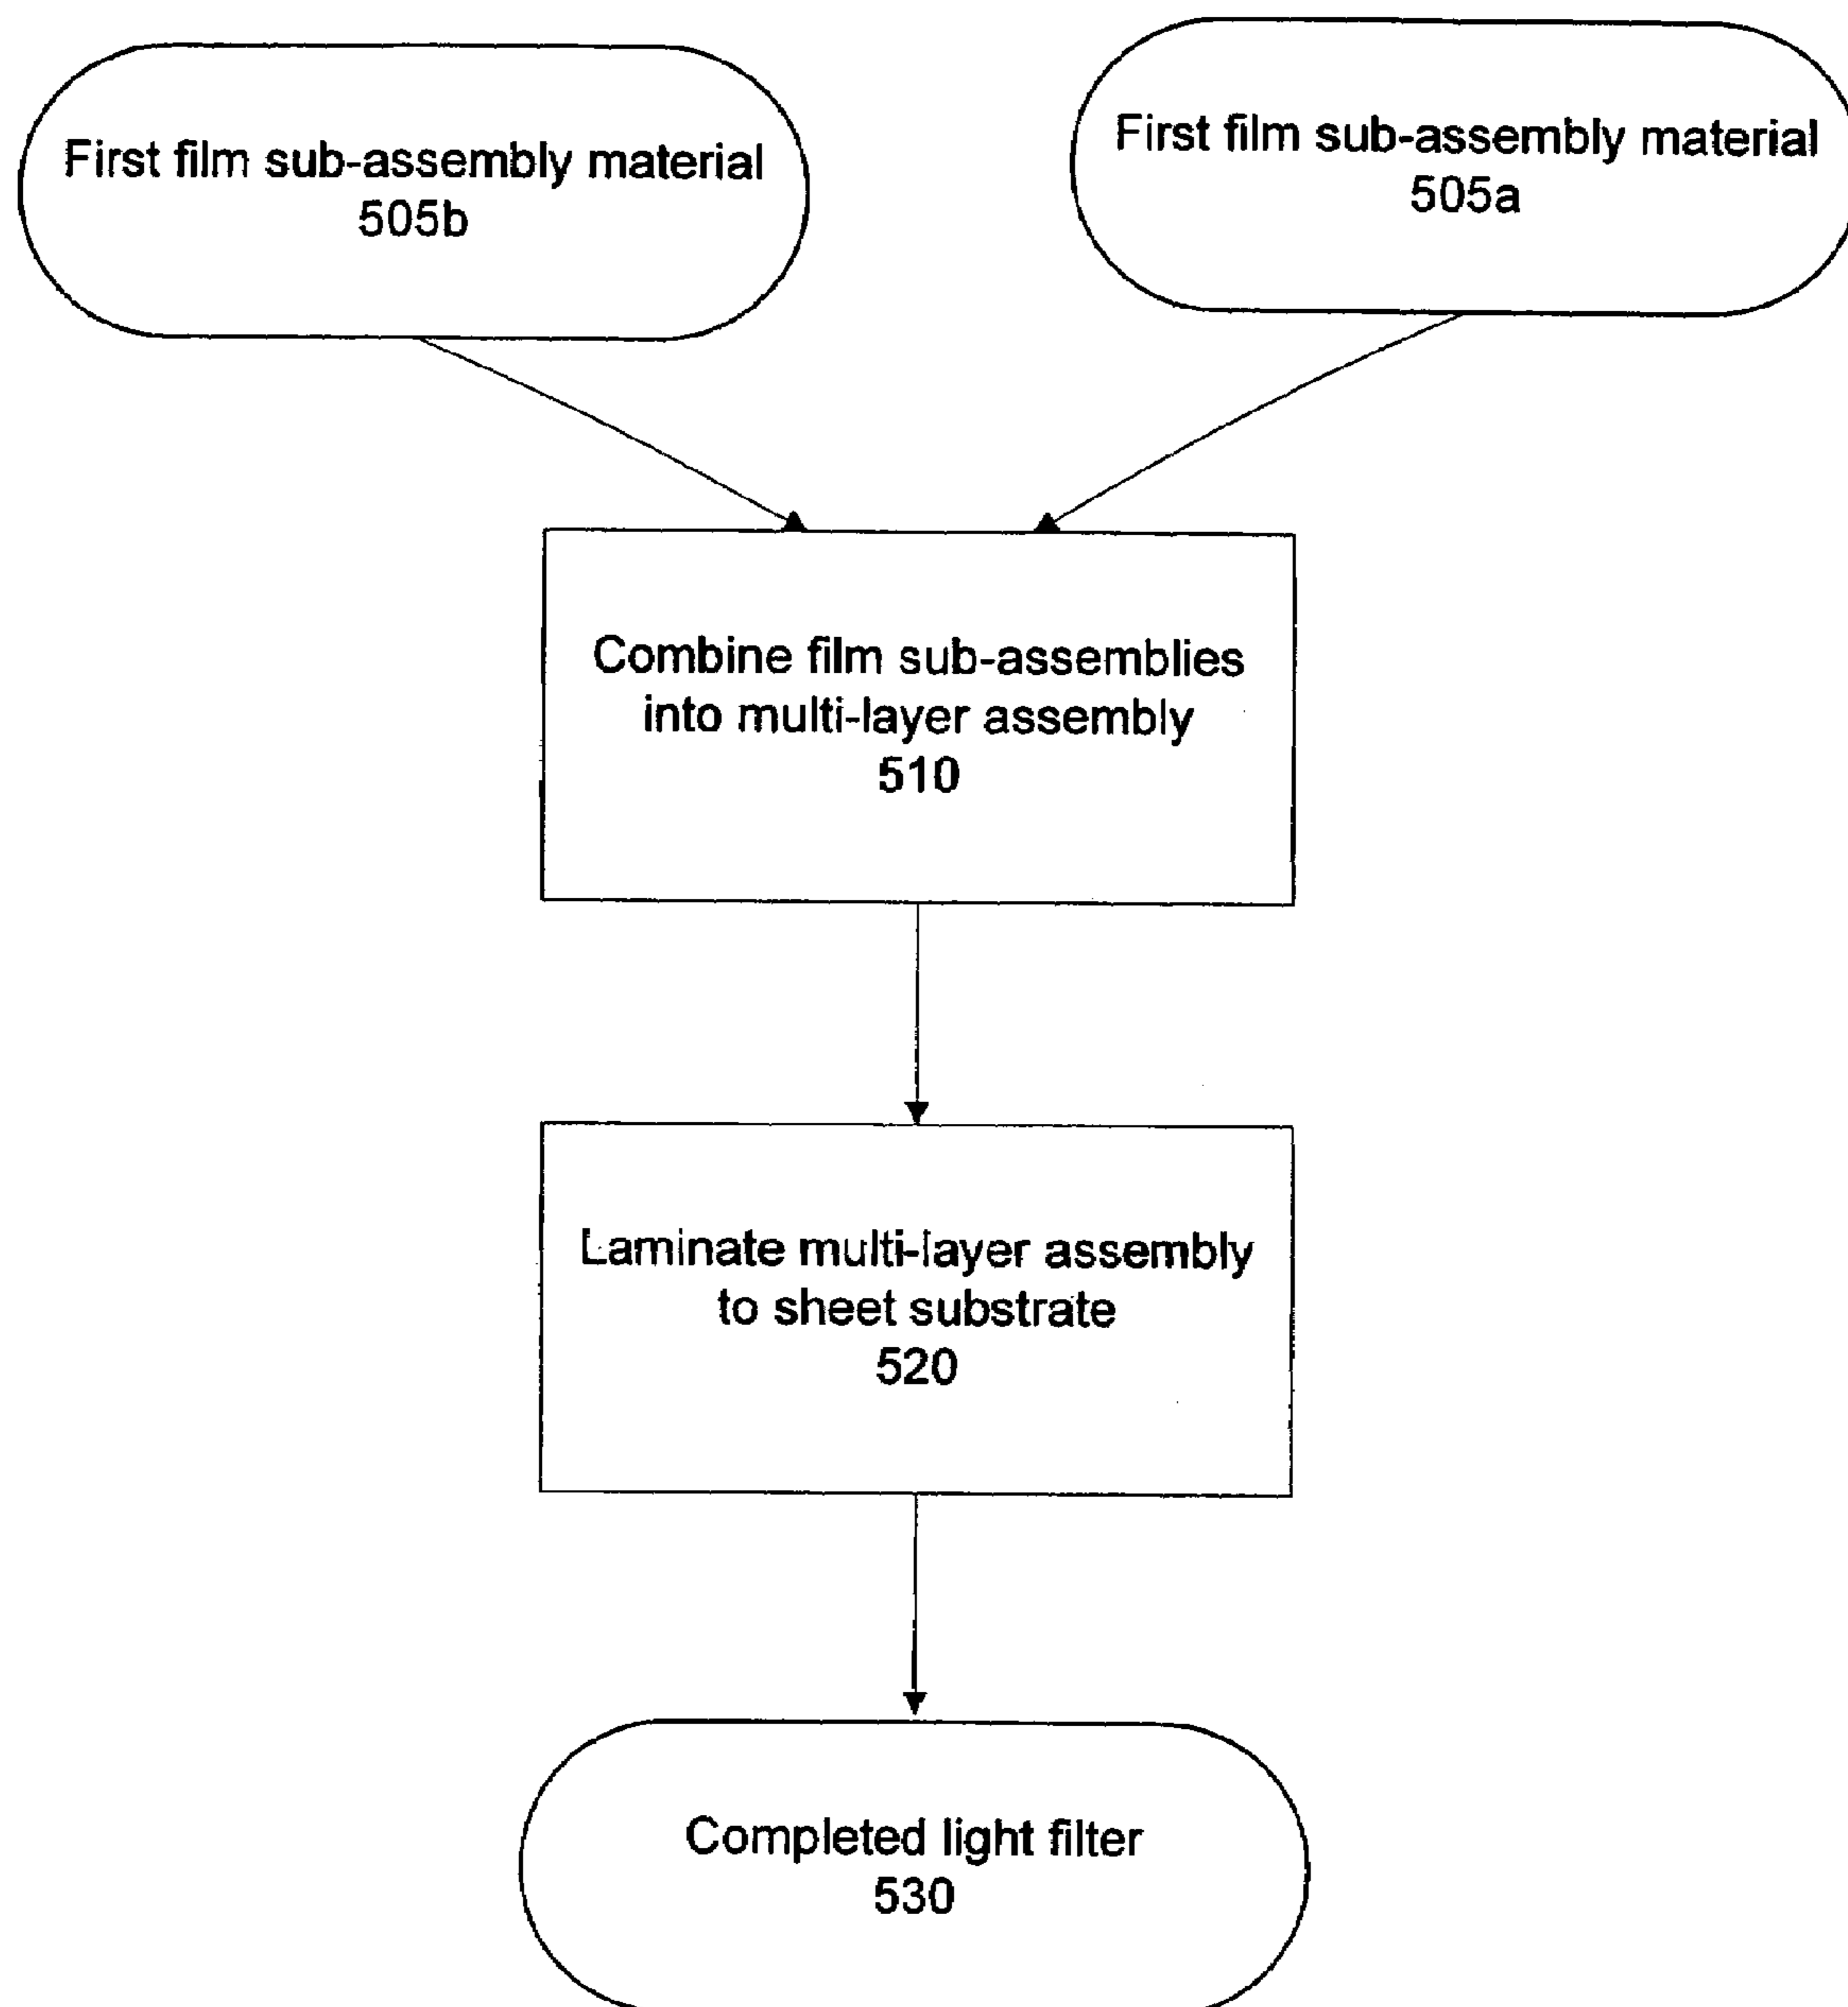 First film sub-assembly material
505b
First film sub-assembly material
505a
Combine film sub-assemblies
into multi-layer assembly
510
Laminate multi-layer assembly
to sheet substrate
520
Completed light filter
530